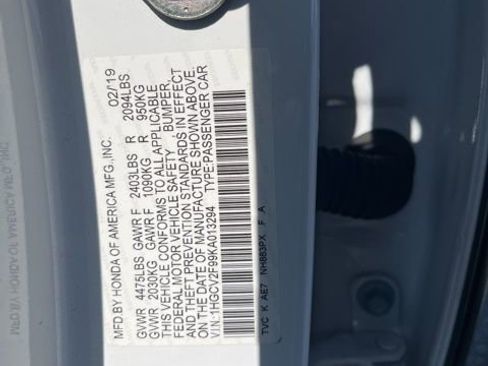 MFD.BY HONDA OF AMERICA MFG.,INC. 02/19
GVWR 4475LBS GAWR F 2403LBS R 2094LBS
GVWR 2030KG GAWR F 1090KG R 950KG
THIS VEHICLE CONFORMS TO ALL APPLICABLE
FEDERAL MOTOR VEHICLE SAFETY, BUMPER,
AND THEFT PREVENTION STANDARDS IN EFFECT
ON THE DATE OF MANUFACTURE SHOWN ABOVE.
V.I.N:1HGCV2F99KA013294 TYPE:PASSENGER CAR
TVC K AE7 NH883PX F A